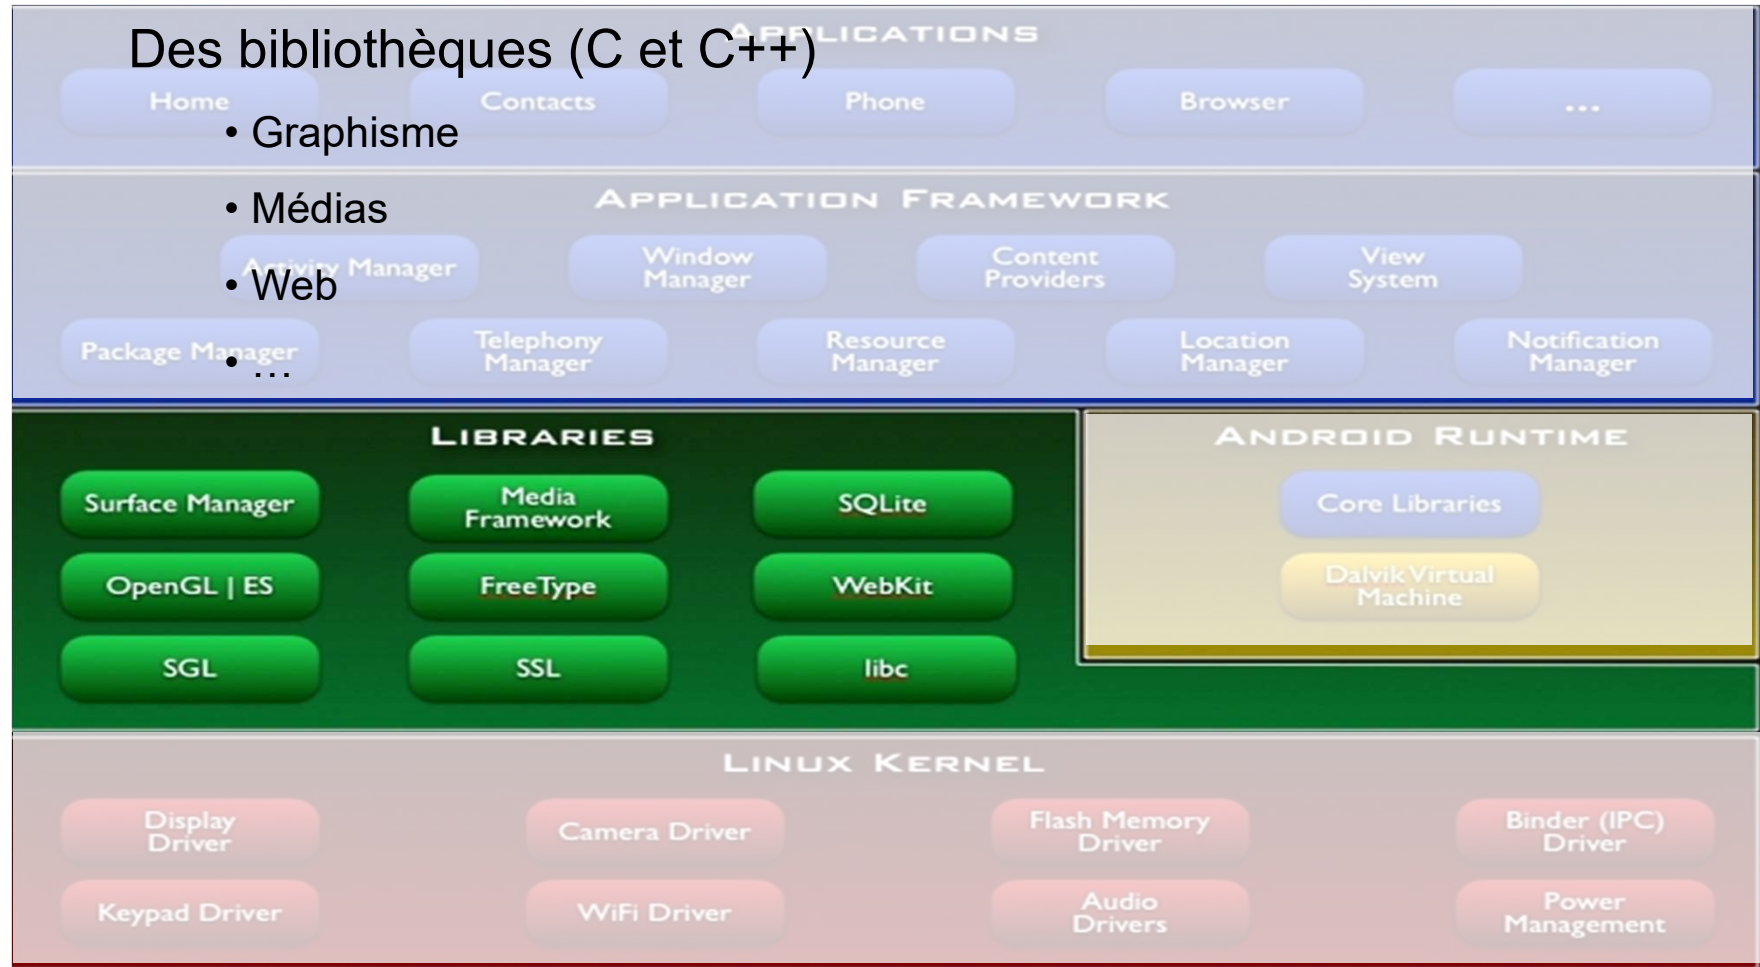 APPLICATIONS
Des bibliothèques (C et C++)
Home Contacts Phone Browser ...
• Graphisme
APPLICATION FRAMEWORK
• Médias
Activity Manager
Window
Manager
Content
Providers
View
System
• Web
Package Manager
Telephony
Manager
Resource
Manager
Location
Manager
Notification
Manager
• …
LIBRARIES
Surface Manager
Media
Framework
SQLite
OpenGL | ES
FreeType
WebKit
SGL
SSL
libc
ANDROID RUNTIME
Core Libraries
Dalvik Virtual
Machine
LINUX KERNEL
Display
Driver
Camera Driver
Flash Memory
Driver
Binder (IPC)
Driver
Keypad Driver
WiFi Driver
Audio
Drivers
Power
Management